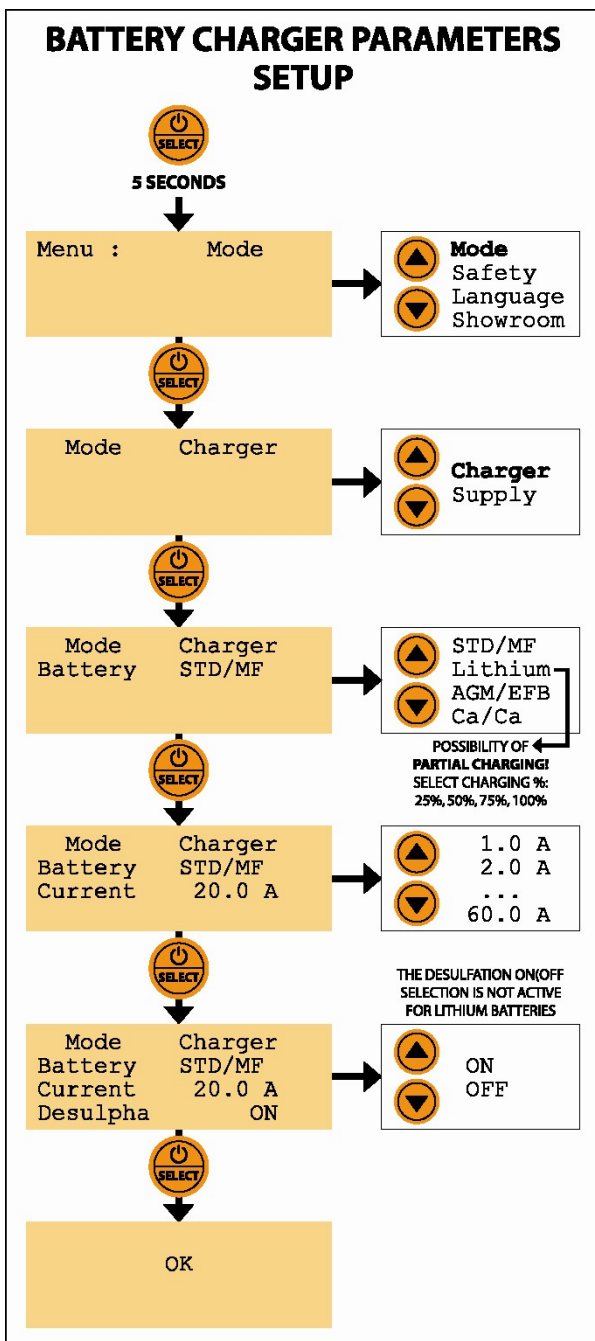 BATTERY CHARGER PARAMETERS
SETUP
SELECT
5 SECONDS
Menu : Mode
Mode
Safety
Language
Showroom
SELECT
Mode Charger
Charger
Supply
SELECT
Mode Charger
Battery STD/MF
STD/MF
Lithium
AGM/EFB
Ca/Ca
POSSIBILITY OF
PARTIAL CHARGING!
SELECT CHARGING %:
25%, 50%, 75%, 100%
SELECT
Mode Charger
Battery STD/MF
Current 20.0 A
1.0 A
2.0 A
...
60.0 A
SELECT
THE DESULFATION ON(OFF
SELECTION IS NOT ACTIVE
FOR LITHIUM BATTERIES
Mode Charger
Battery STD/MF
Current 20.0 A
Desulpha ON
ON
OFF
SELECT
OK